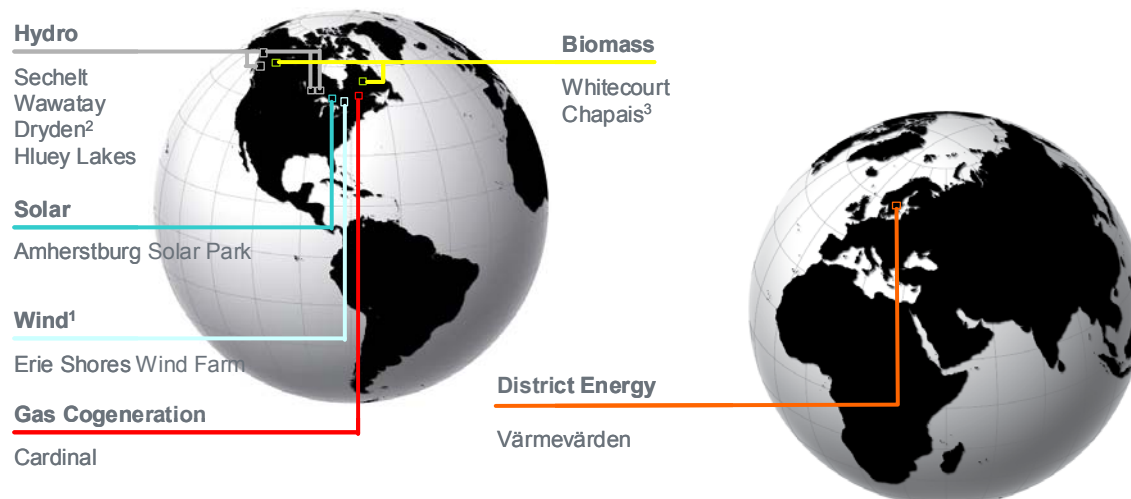 Hydro
Sechelt
Wawatay
Dryden²
Hluey Lakes
Solar
Amherstburg Solar Park
Wind¹
Erie Shores Wind Farm
Gas Cogeneration
Cardinal
Biomass
Whitecourt
Chapais³
District Energy
Värmevärden